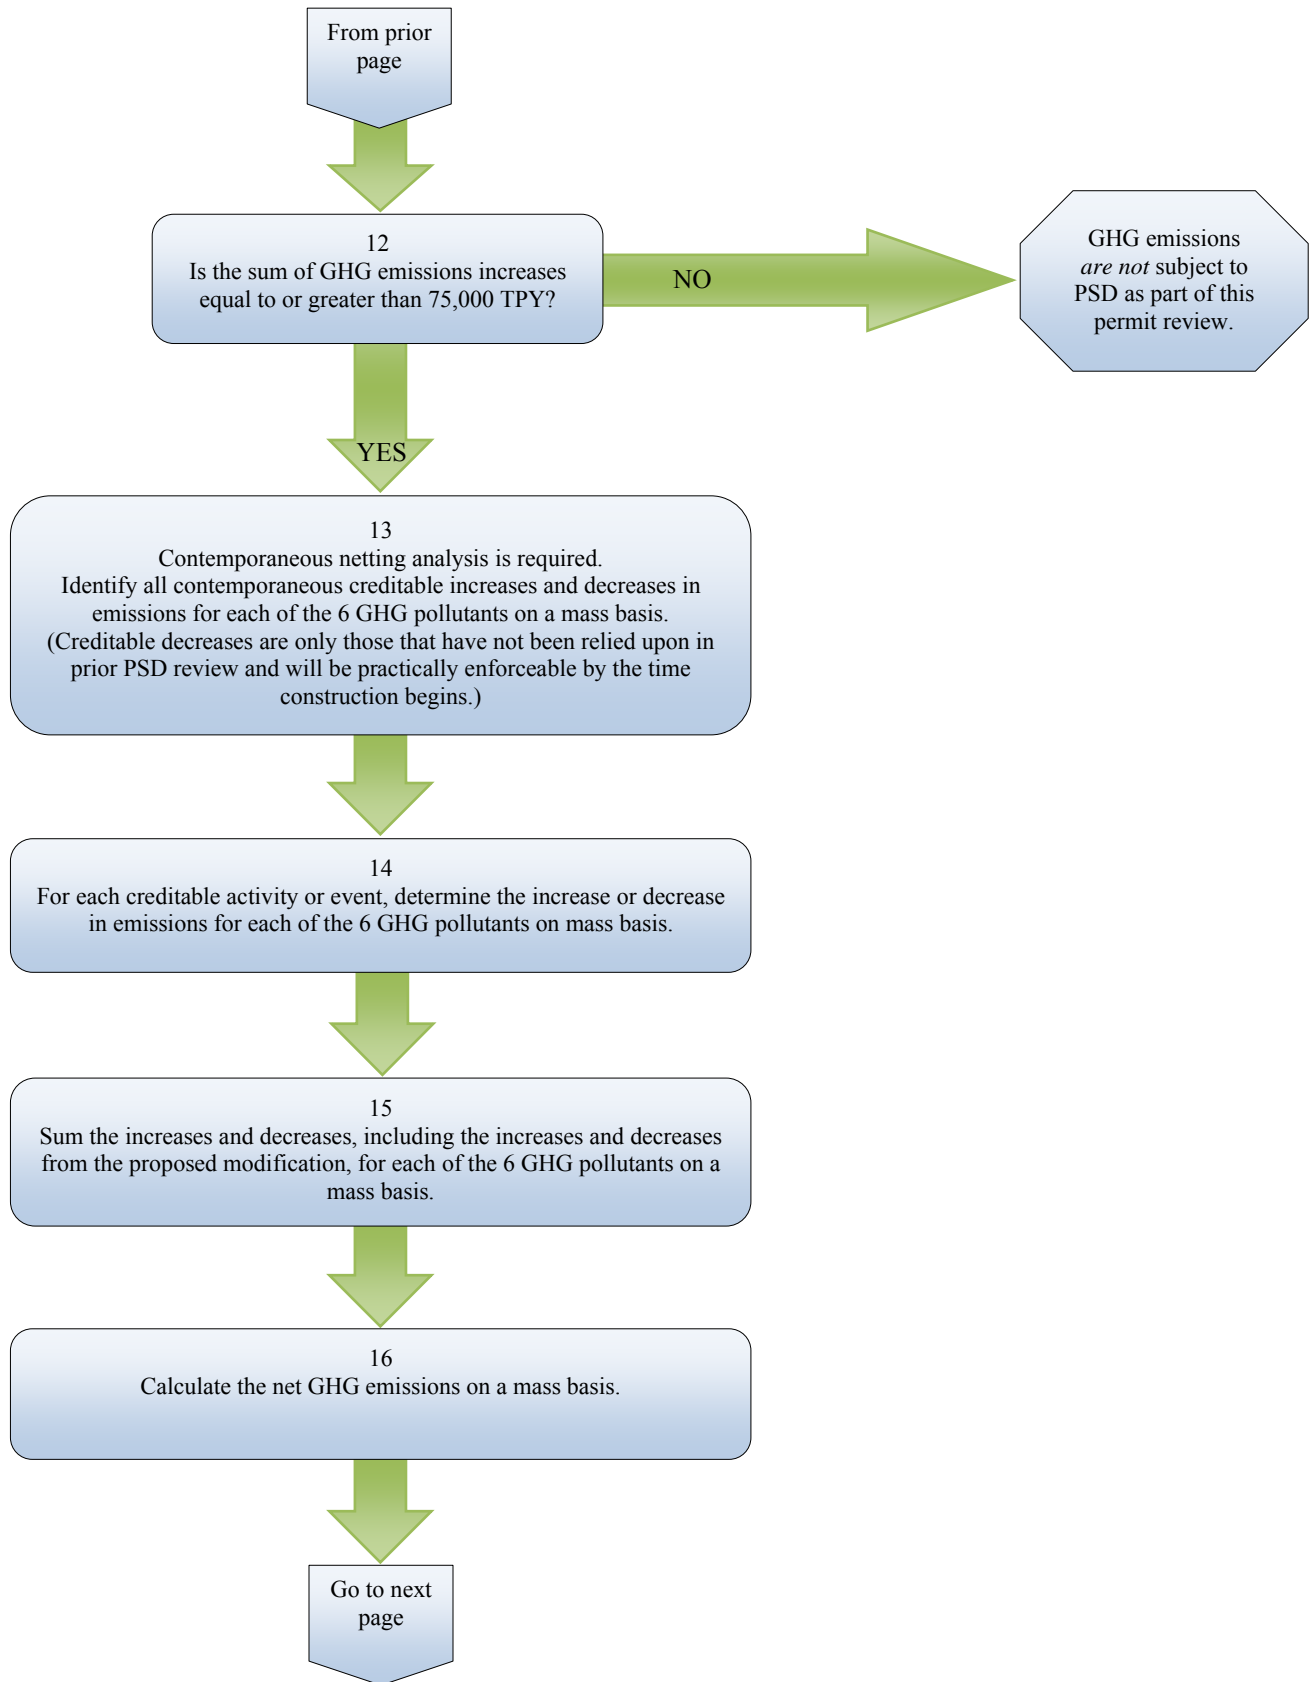 From prior
page
12
Is the sum of GHG emissions increases
equal to or greater than 75,000 TPY?
NO
GHG emissions
are not subject to
PSD as part of this
permit review.
YES
13
Contemporaneous netting analysis is required.
Identify all contemporaneous creditable increases and decreases in
emissions for each of the 6 GHG pollutants on a mass basis.
(Creditable decreases are only those that have not been relied upon in
prior PSD review and will be practically enforceable by the time
construction begins.)
14
For each creditable activity or event, determine the increase or decrease
in emissions for each of the 6 GHG pollutants on mass basis.
15
Sum the increases and decreases, including the increases and decreases
from the proposed modification, for each of the 6 GHG pollutants on a
mass basis.
16
Calculate the net GHG emissions on a mass basis.
Go to next
page